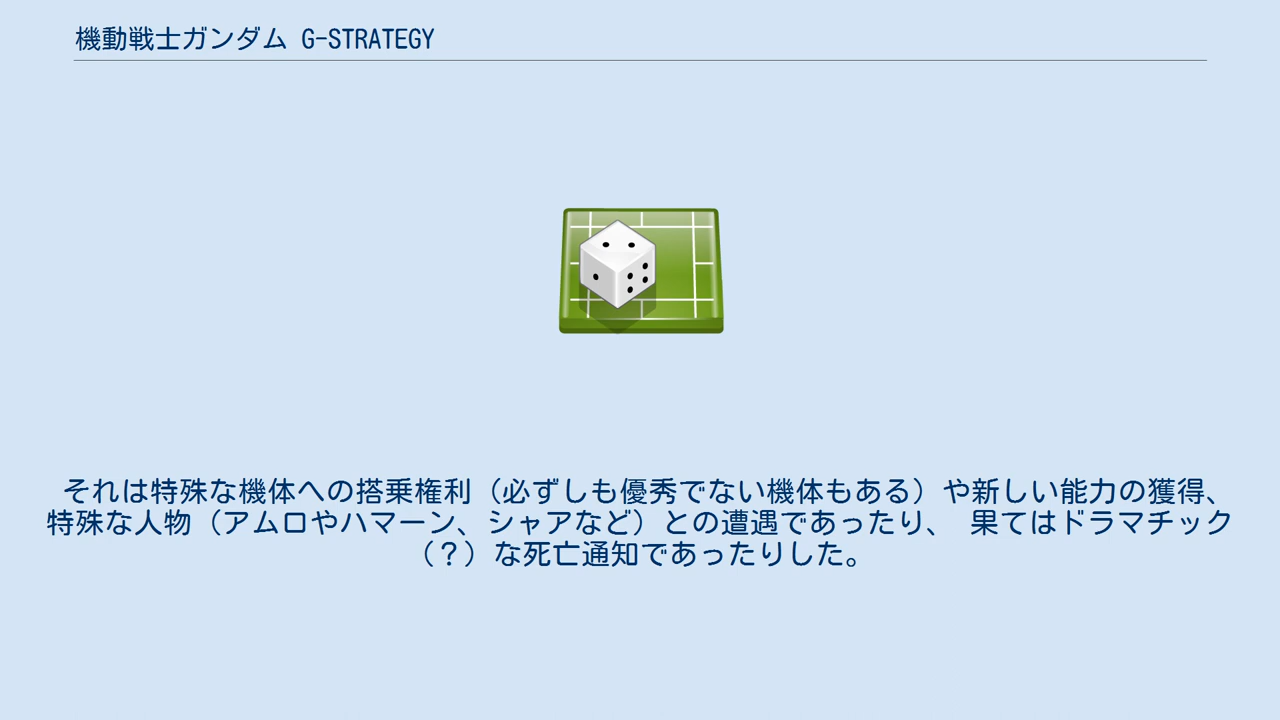 機動戦士ガンダム G-STRATEGY
それは特殊な機体への搭乗権利（必ずしも優秀でない機体もある）や新しい能力の獲得、
特殊な人物（アムロやハマーン、シャアなど）との遭遇であったり、 果てはドラマチック
（？）な死亡通知であったりした。